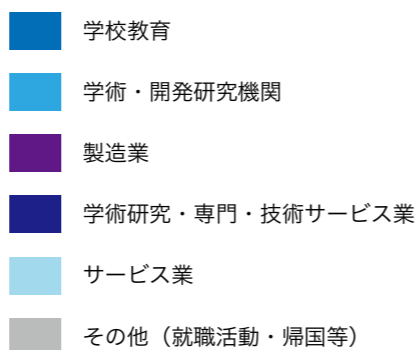 学校教育
学術・開発研究機関
製造業
学術研究・専門・技術サービス業
サービス業
その他（就職活動・帰国等）